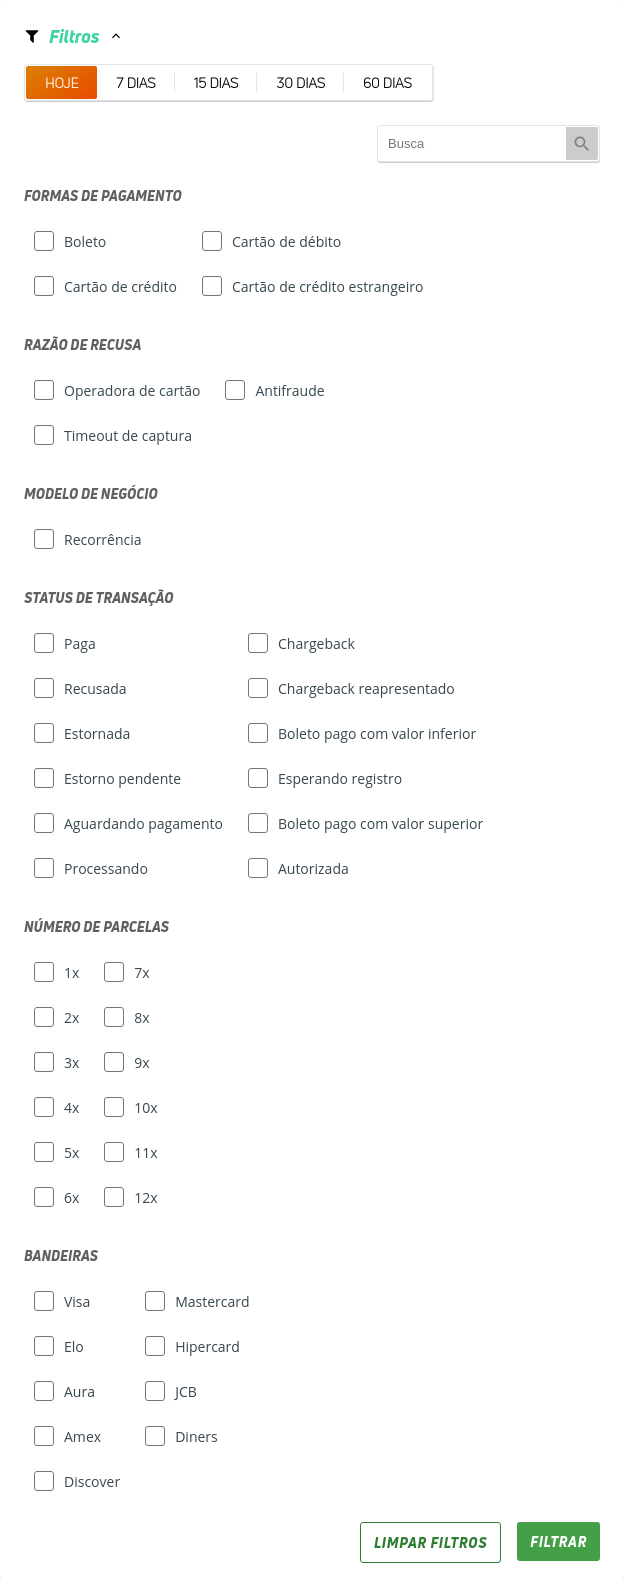 Filtros
HOJE 7 DIAS 15 DIAS 30 DIAS 60 DIAS
Busca
FORMAS DE PAGAMENTO
Boleto Cartão de débito
Cartão de crédito Cartão de crédito estrangeiro
RAZÃO DE RECUSA
Operadora de cartão Antifraude
Timeout de captura
MODELO DE NEGÓCIO
Recorrência
STATUS DE TRANSAÇÃO
Paga Chargeback
Recusada Chargeback reapresentado
Estornada Boleto pago com valor inferior
Estorno pendente Esperando registro
Aguardando pagamento Boleto pago com valor superior
Processando Autorizada
NÚMERO DE PARCELAS
1x 7x
2x 8x
3x 9x
4x 10x
5x 11x
6x 12x
BANDEIRAS
Visa Mastercard
Elo Hipercard
Aura JCB
Amex Diners
Discover
LIMPAR FILTROS FILTRAR